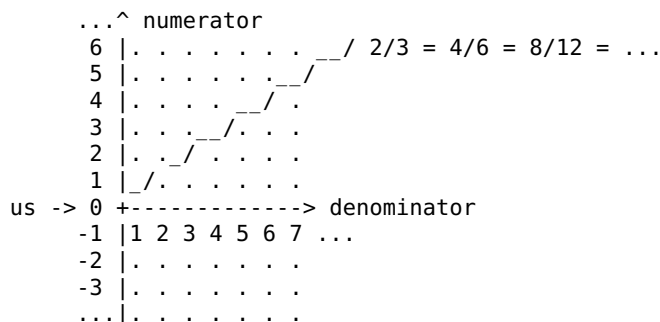 ...^ numerator
6 |. . . . . . . __/ 2/3 = 4/6 = 8/12 = ...
5 |. . . . . .__/
4 |. . . . __/ .
3 |. . .__/. . .
2 |. ._/ . . . .
1 |_/. . . . . .
us -> 0 +-------------> denominator
-1 |1 2 3 4 5 6 7 ...
-2 |. . . . . . .
-3 |. . . . . . .
...|. . . . . . .